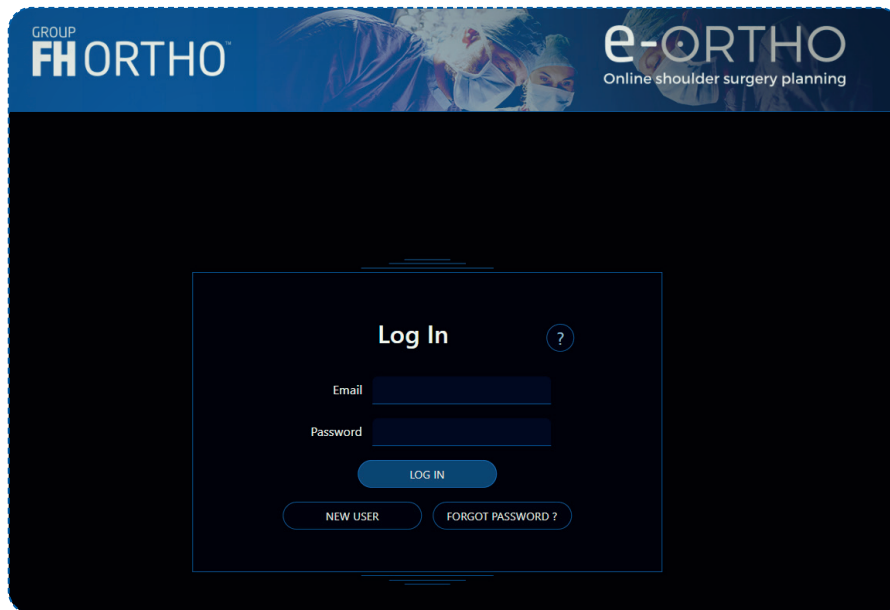 GROUP
FH ORTHO™
e-ORTHO
Online shoulder surgery planning
Log In
?
Email
Password
LOG IN
NEW USER
FORGOT PASSWORD ?